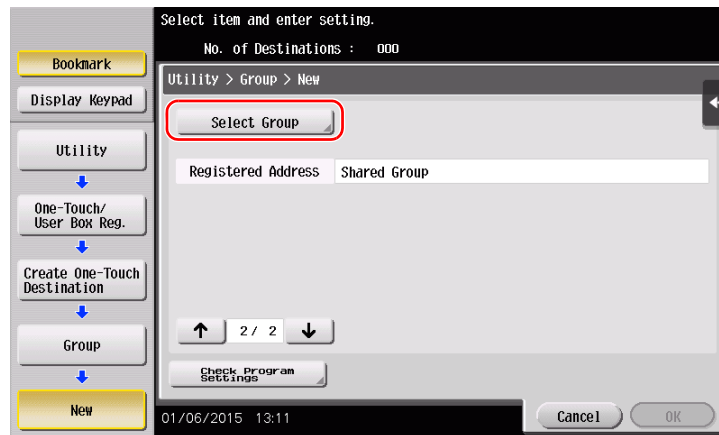 Select item and enter setting.
No. of Destinations : 000
Bookmark
Display Keypad
Utility
One-Touch/
User Box Reg.
Create One-Touch
Destination
Group
New
Utility > Group > New
Select Group
Registered Address Shared Group
2/ 2
Check Program
Settings
01/06/2015 13:11
Cancel
OK